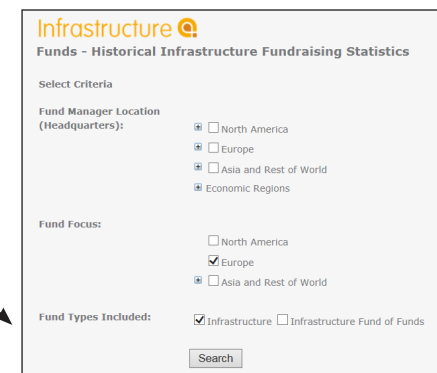 Infrastructure
Funds - Historical Infrastructure Fundraising Statistics
Select Criteria
Fund Manager Location
(Headquarters):
North America
Europe
Asia and Rest of World
Economic Regions
Fund Focus:
North America
Europe
Asia and Rest of World
Fund Types Included:
Infrastructure Infrastructure Fund of Funds
Search